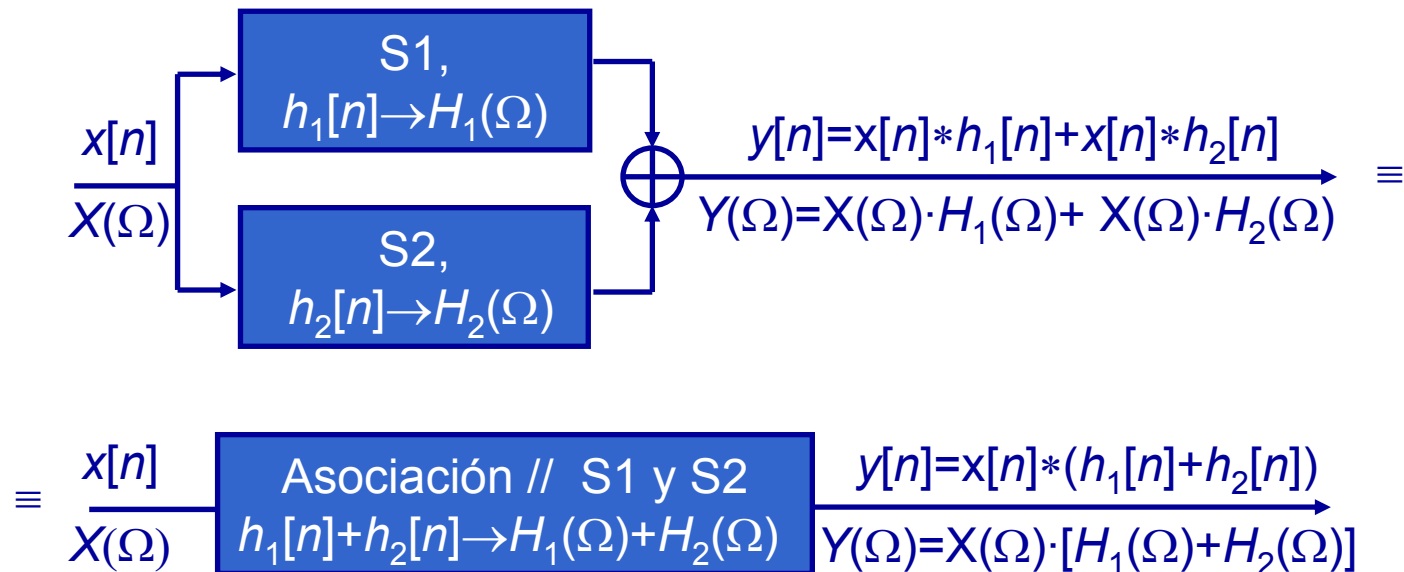 S1,
h₁[n]→H₁(Ω)
x[n]
X(Ω)
S2,
h₂[n]→H₂(Ω)
y[n]=x[n]*h₁[n]+x[n]*h₂[n]
Y(Ω)=X(Ω)·H₁(Ω)+ X(Ω)·H₂(Ω)
≡
≡
x[n]
X(Ω)
Asociación // S1 y S2
h₁[n]+h₂[n]→H₁(Ω)+H₂(Ω)
y[n]=x[n]*(h₁[n]+h₂[n])
Y(Ω)=X(Ω)·[H₁(Ω)+H₂(Ω)]